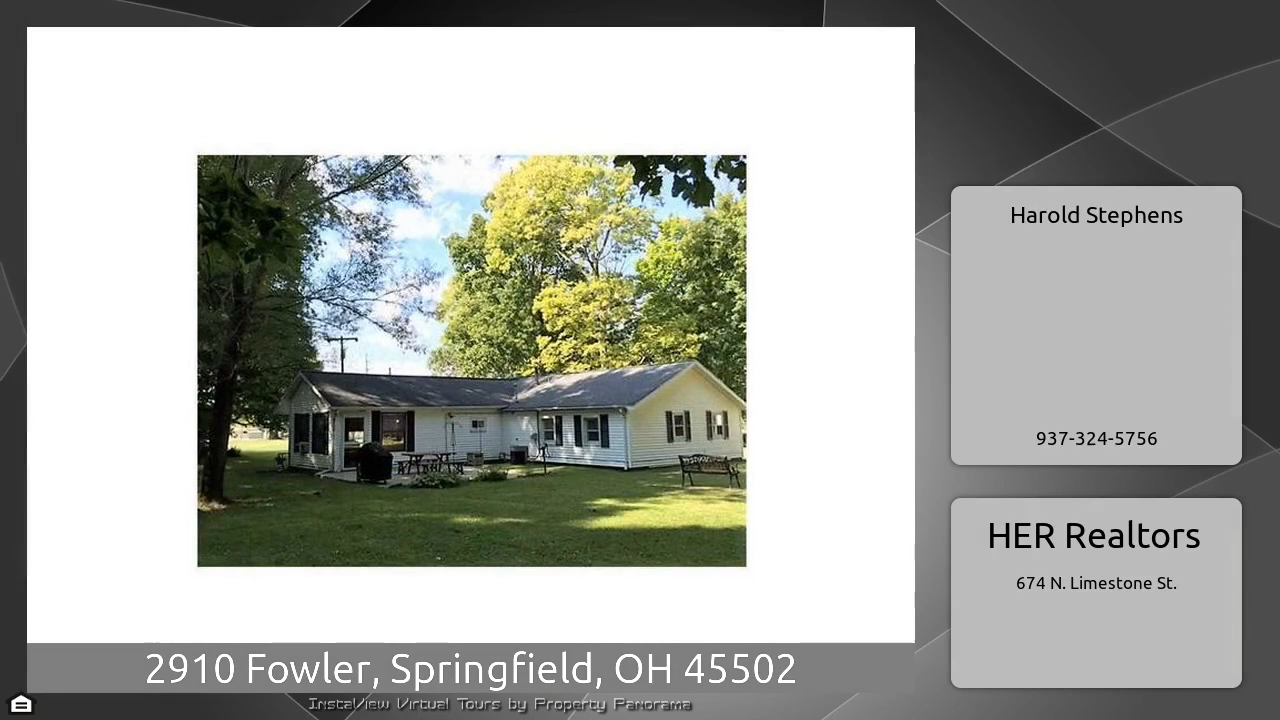 Harold Stephens
937-324-5756
HER Realtors
674 N. Limestone St.
2910 Fowler, Springfield, OH 45502
InstaView Virtual Tours by Property Panorama